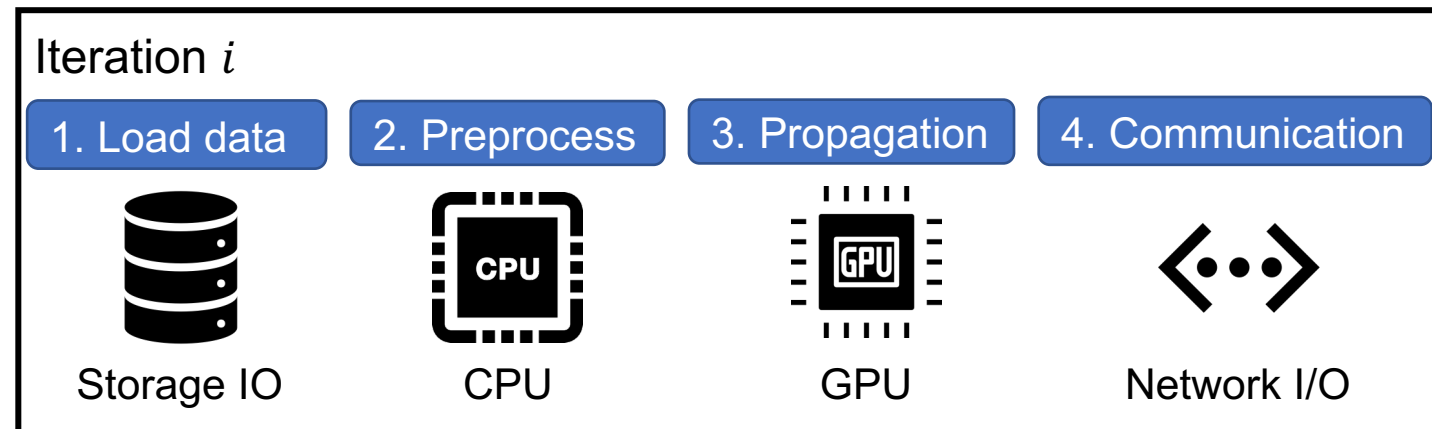 Iteration i
1. Load data
2. Preprocess
3. Propagation
4. Communication
CPU
GPU
Storage IO
CPU
GPU
Network I/O